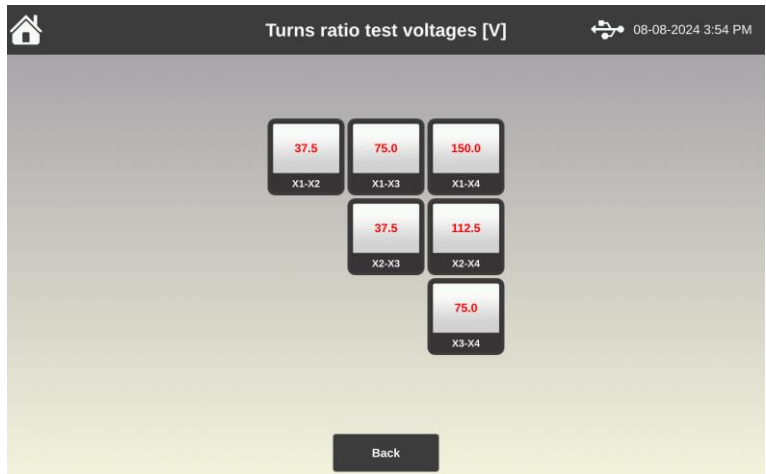 Turns ratio test voltages [V]
08-08-2024 3:54 PM
37.5 75.0 150.0
X1-X2 X1-X3 X1-X4
37.5 112.5
X2-X3 X2-X4
75.0
X3-X4
Back